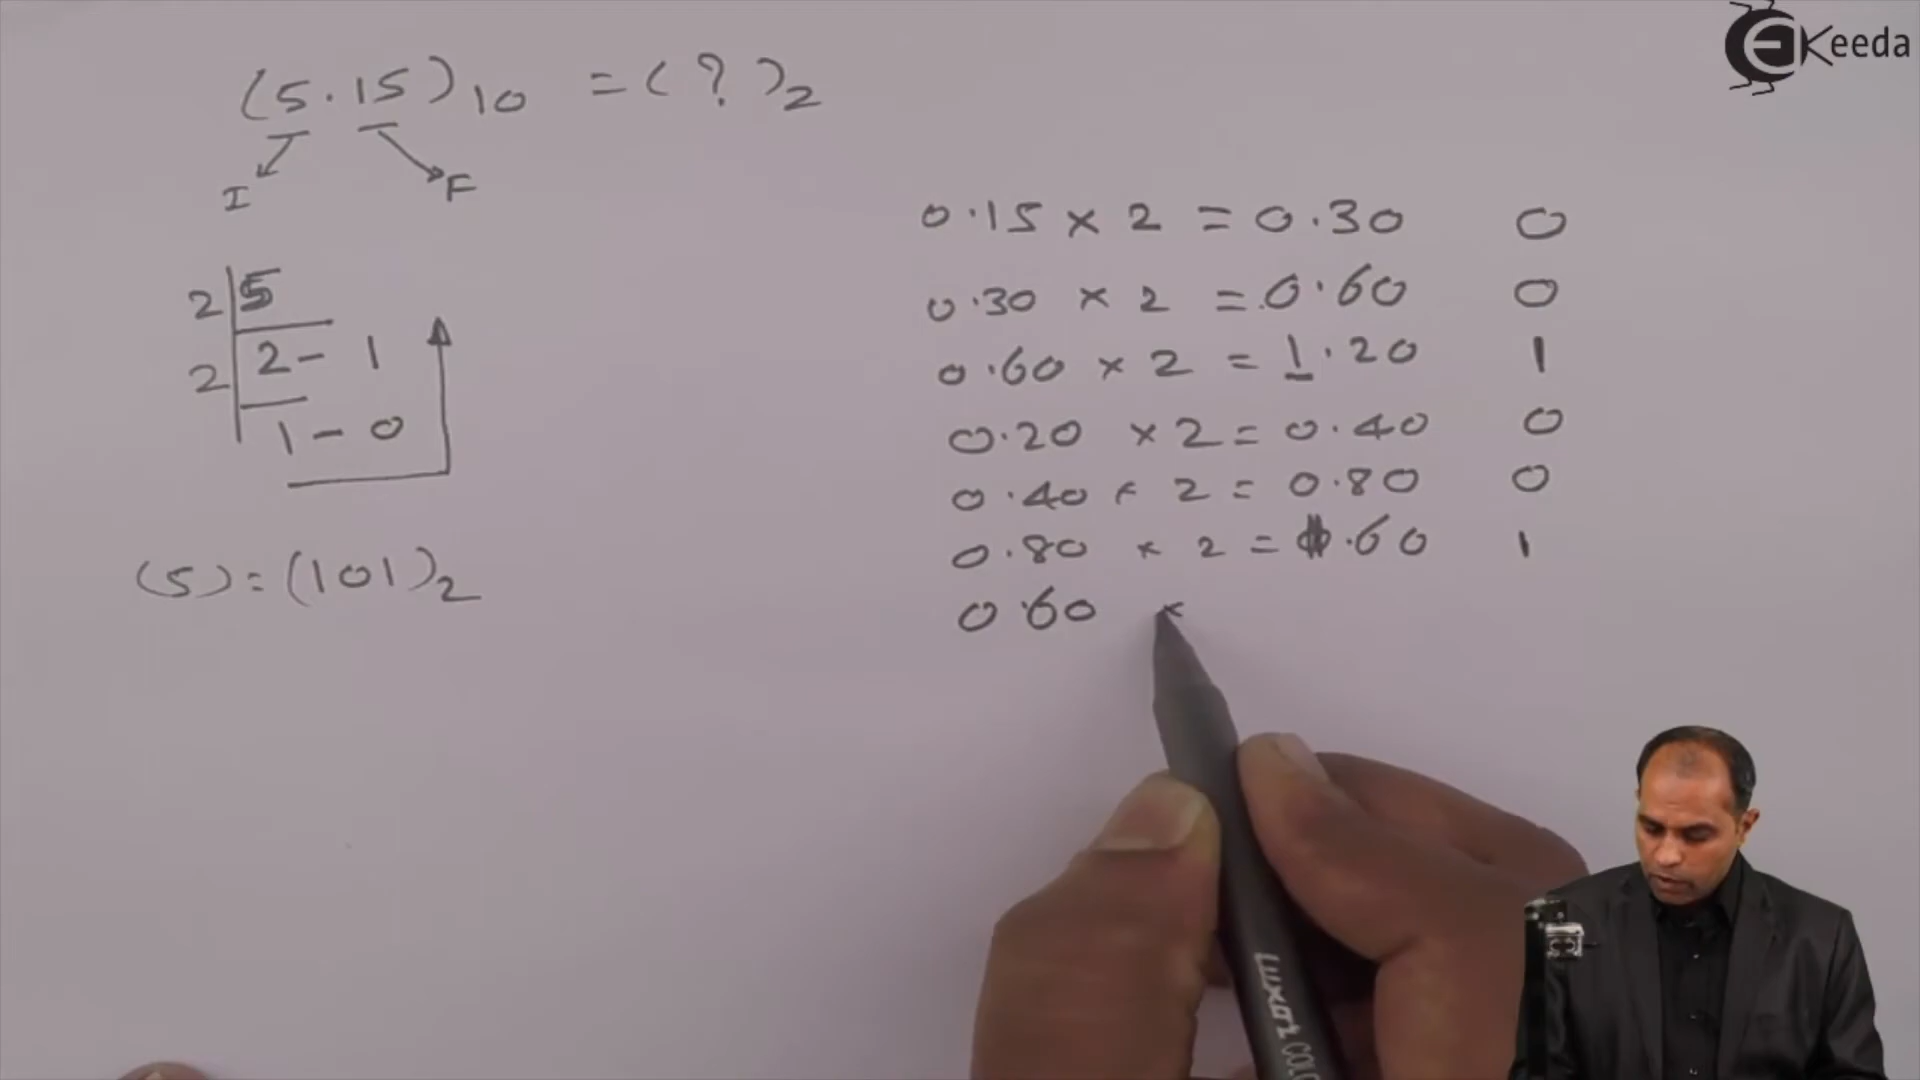 EKeeda
(5.15)10 = (?)2
I F
2 5
2 2 - 1
1 - 0
(5) = (101)2
0.15 × 2 = 0.30 0
0.30 × 2 = 0.60 0
0.60 × 2 = 1.20 1
0.20 × 2 = 0.40 0
0.40 × 2 = 0.80 0
0.80 × 2 = 1.60 1
0.60 ×
LUXOR